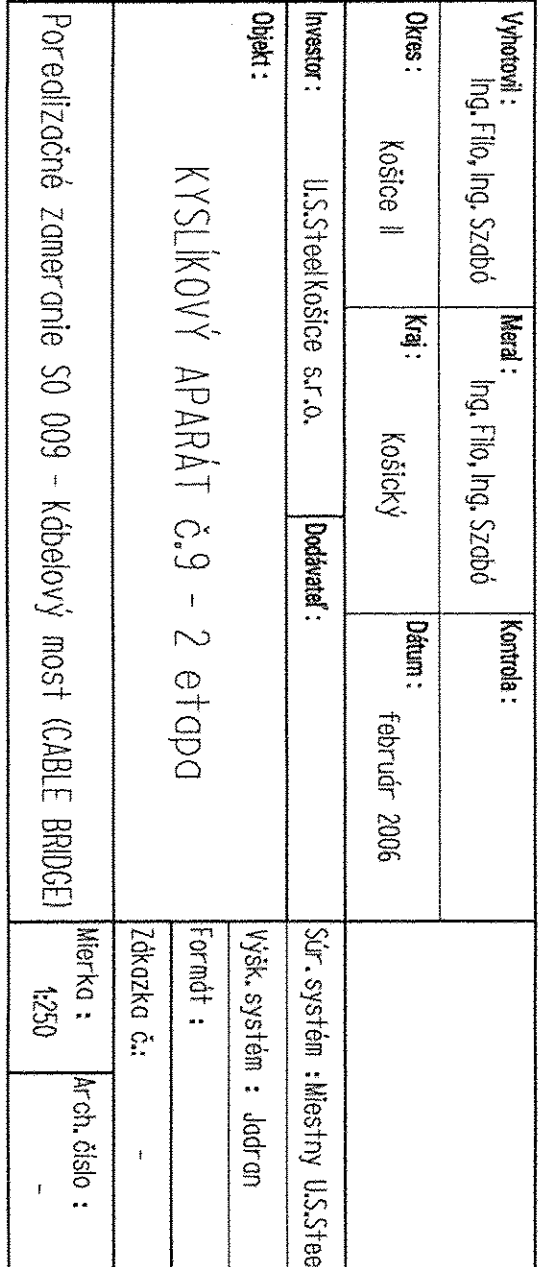 Vyhotovil : Meral : Kontrola :
Ing. Filo, Ing. Szabó Ing. Filo, Ing. Szabó
Okres : Kraj : Dátum :
Košice II Košický február 2006
Investor : U.S.Steel Košice s.r.o. Dodávateľ :
Súr. systém : Miestny U.S.Stee
Objekt :
KYSLÍKOVÝ APARÁT č.9 - 2 etapa
Výšk. systém : Jadran
Formát :
Zákazka č.: -
Porealizačné zameranie SO 009 - Kábelový most (CABLE BRIDGE)
Mierka : Arch. číslo :
1:250 -